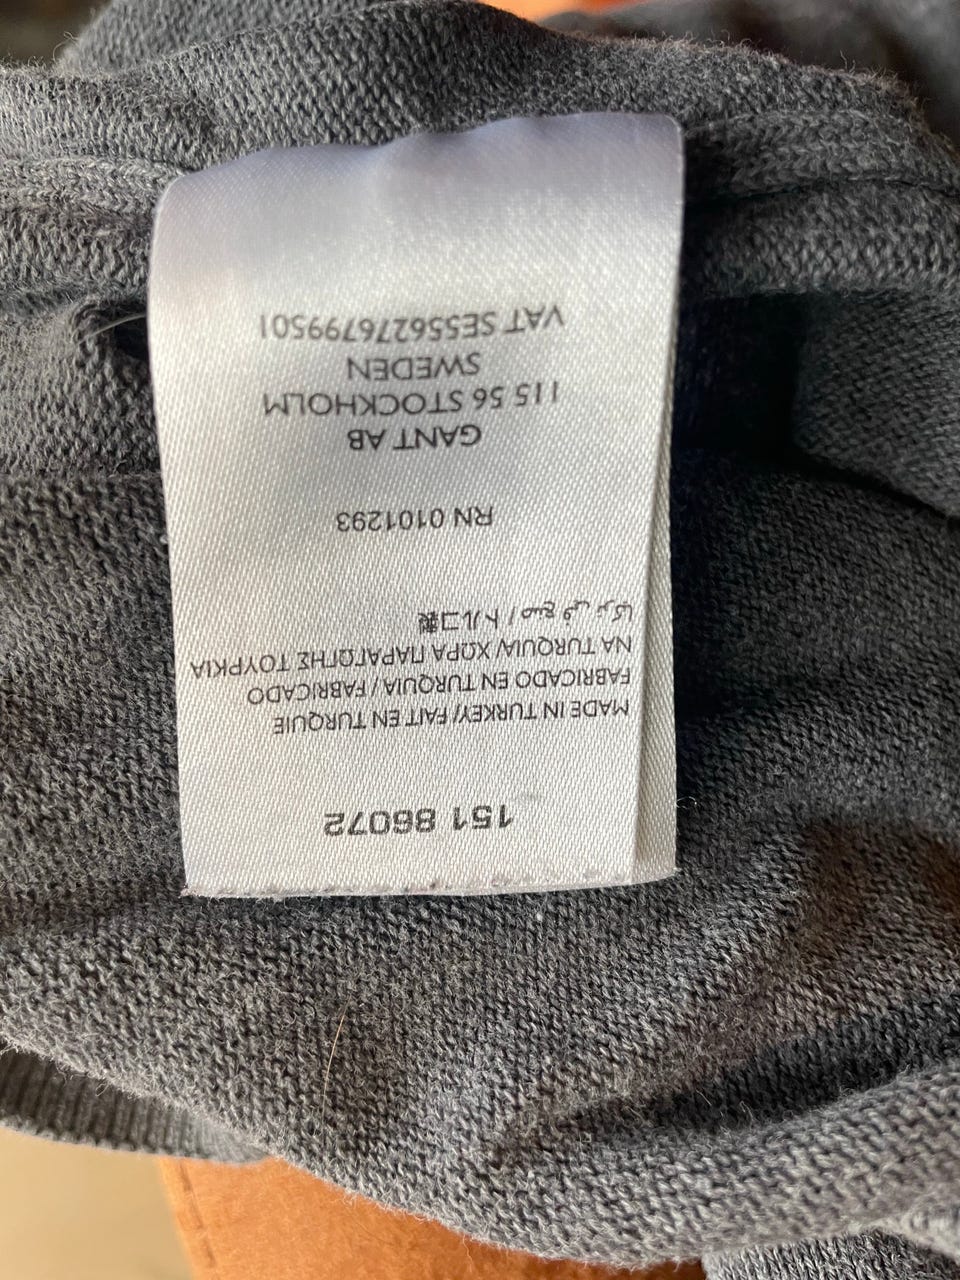 151 86072
MADE IN TURKEY/ FAIT EN TURQUIE
FABRICADO EN TURQUIA / FABRICADO
NA TURQUIA/ ΧΩΡΑ ΠΑΡΑΓΩΓΗΣ ΤΟΥΡΚΙΑ
صنع في تركيا / トルコ製
RN 0101293
GANT AB
115 56 STOCKHOLM
SWEDEN
VAT SE556276799501